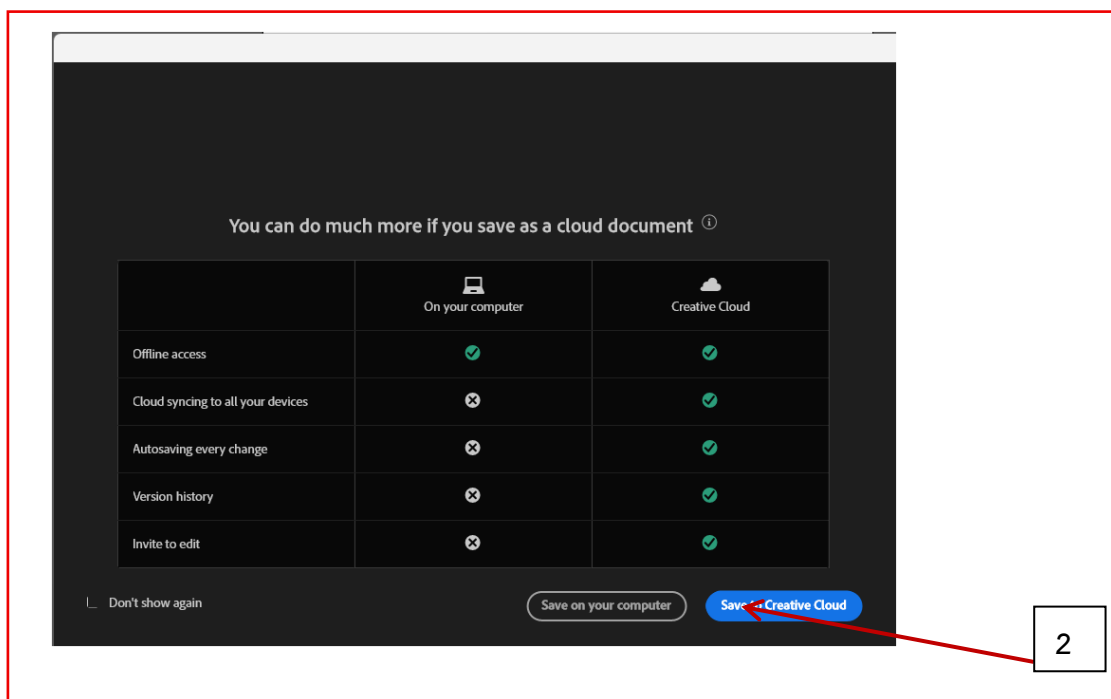 You can do much more if you save as a cloud document
On your computer
Creative Cloud
Offline access
Cloud syncing to all your devices
Autosaving every change
Version history
Invite to edit
Don't show again
Save on your computer
Save to Creative Cloud
2